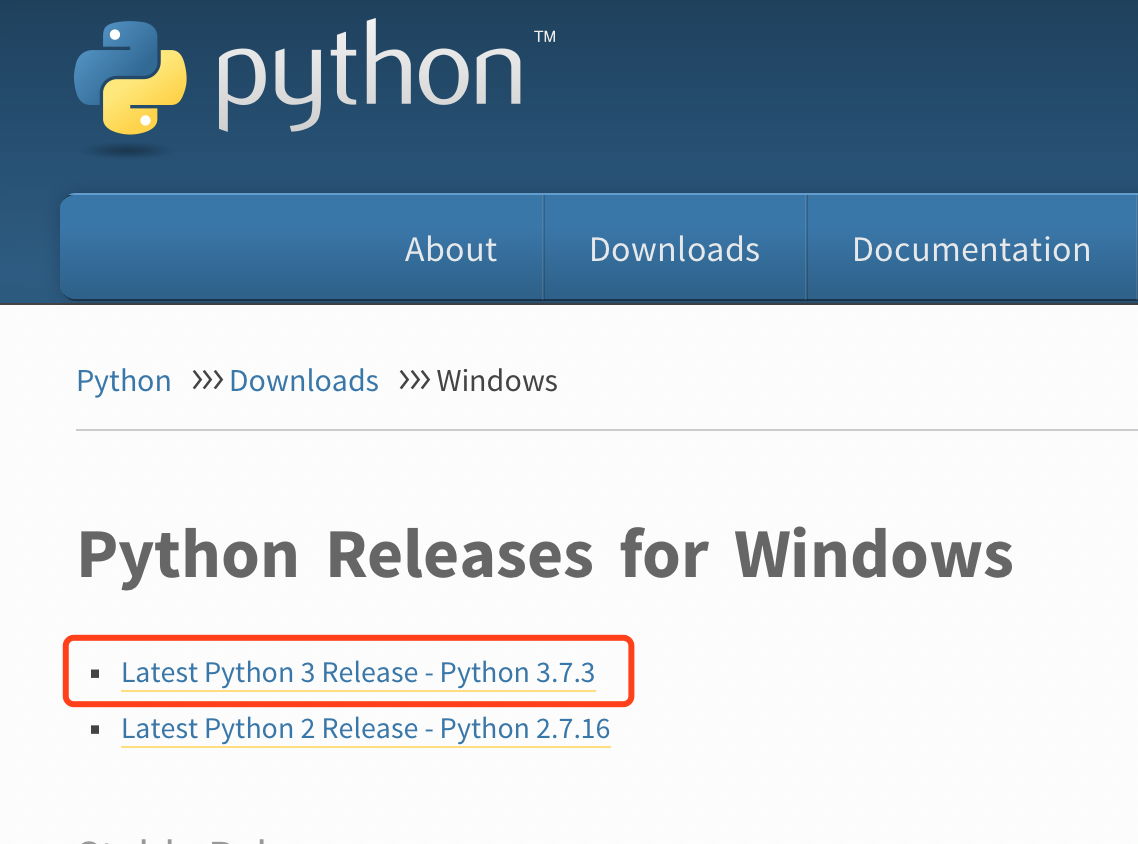 python™
About Downloads Documentation
Python >>> Downloads >>> Windows
Python Releases for Windows
▪ Latest Python 3 Release - Python 3.7.3
▪ Latest Python 2 Release - Python 2.7.16